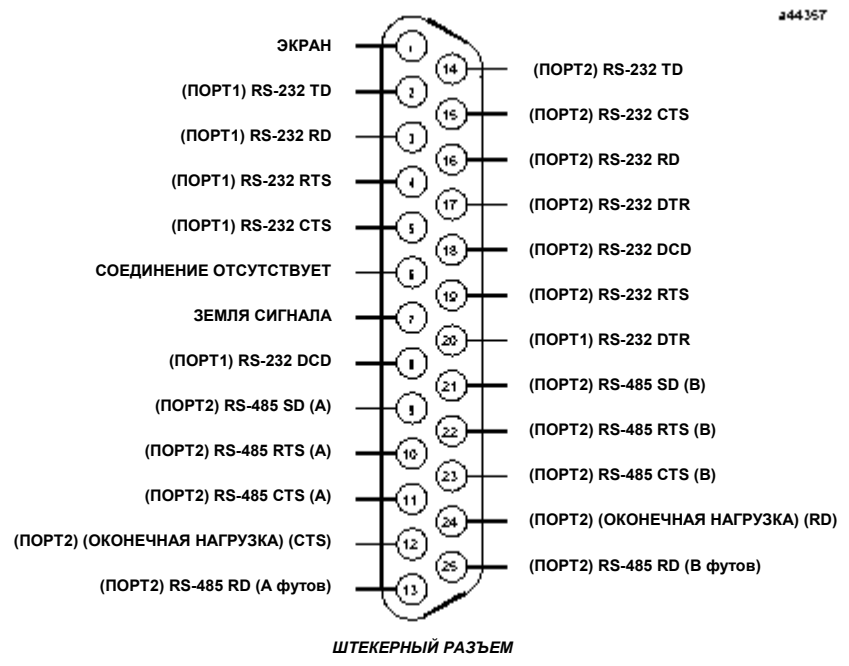 a44357
ЭКРАН
(ПОРТ1) RS-232 TD
(ПОРТ1) RS-232 RD
(ПОРТ1) RS-232 RTS
(ПОРТ1) RS-232 CTS
СОЕДИНЕНИЕ ОТСУТСТВУЕТ
ЗЕМЛЯ СИГНАЛА
(ПОРТ1) RS-232 DCD
(ПОРТ2) RS-485 SD (A)
(ПОРТ2) RS-485 RTS (A)
(ПОРТ2) RS-485 CTS (A)
(ПОРТ2) (ОКОНЕЧНАЯ НАГРУЗКА) (CTS)
(ПОРТ2) RS-485 RD (A футов)
1
2
3
4
5
6
7
8
9
10
11
12
13
14
15
16
17
18
19
20
21
22
23
24
25
(ПОРТ2) RS-232 TD
(ПОРТ2) RS-232 CTS
(ПОРТ2) RS-232 RD
(ПОРТ2) RS-232 DTR
(ПОРТ2) RS-232 DCD
(ПОРТ2) RS-232 RTS
(ПОРТ1) RS-232 DTR
(ПОРТ2) RS-485 SD (B)
(ПОРТ2) RS-485 RTS (B)
(ПОРТ2) RS-485 CTS (B)
(ПОРТ2) (ОКОНЕЧНАЯ НАГРУЗКА) (RD)
(ПОРТ2) RS-485 RD (B футов)
ШТЕКЕРНЫЙ РАЗЪЕМ